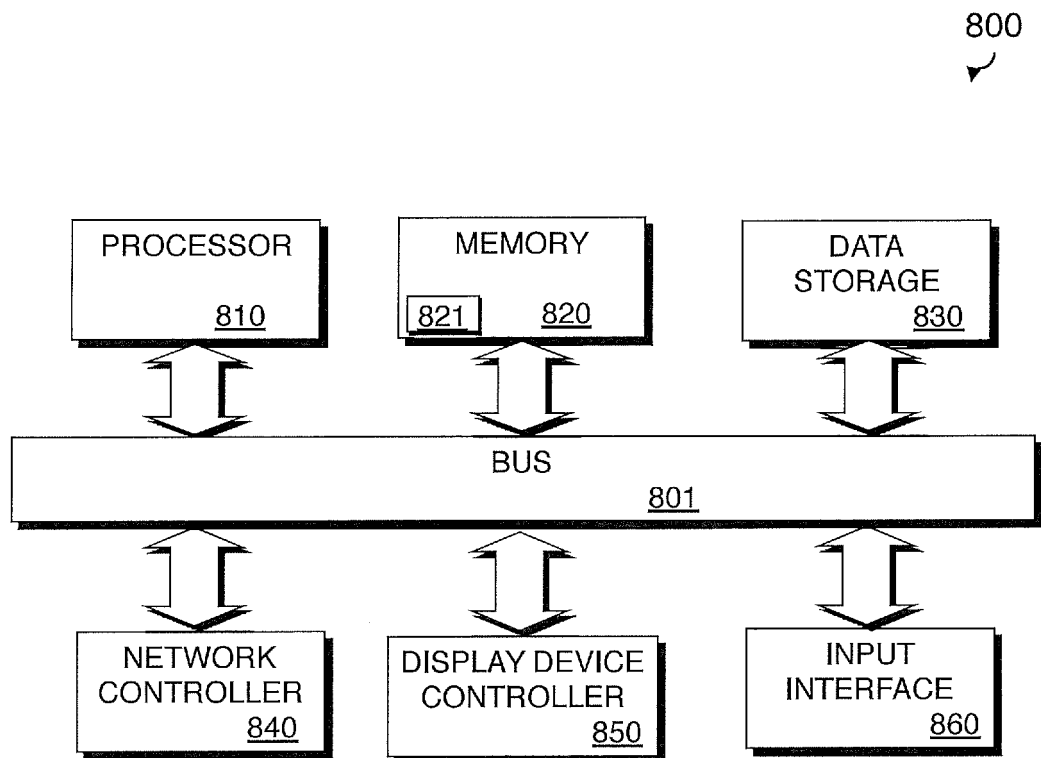 800
PROCESSOR
810
MEMORY
821
820
DATA
STORAGE
830
BUS
801
NETWORK
CONTROLLER
840
DISPLAY DEVICE
CONTROLLER
850
INPUT
INTERFACE
860